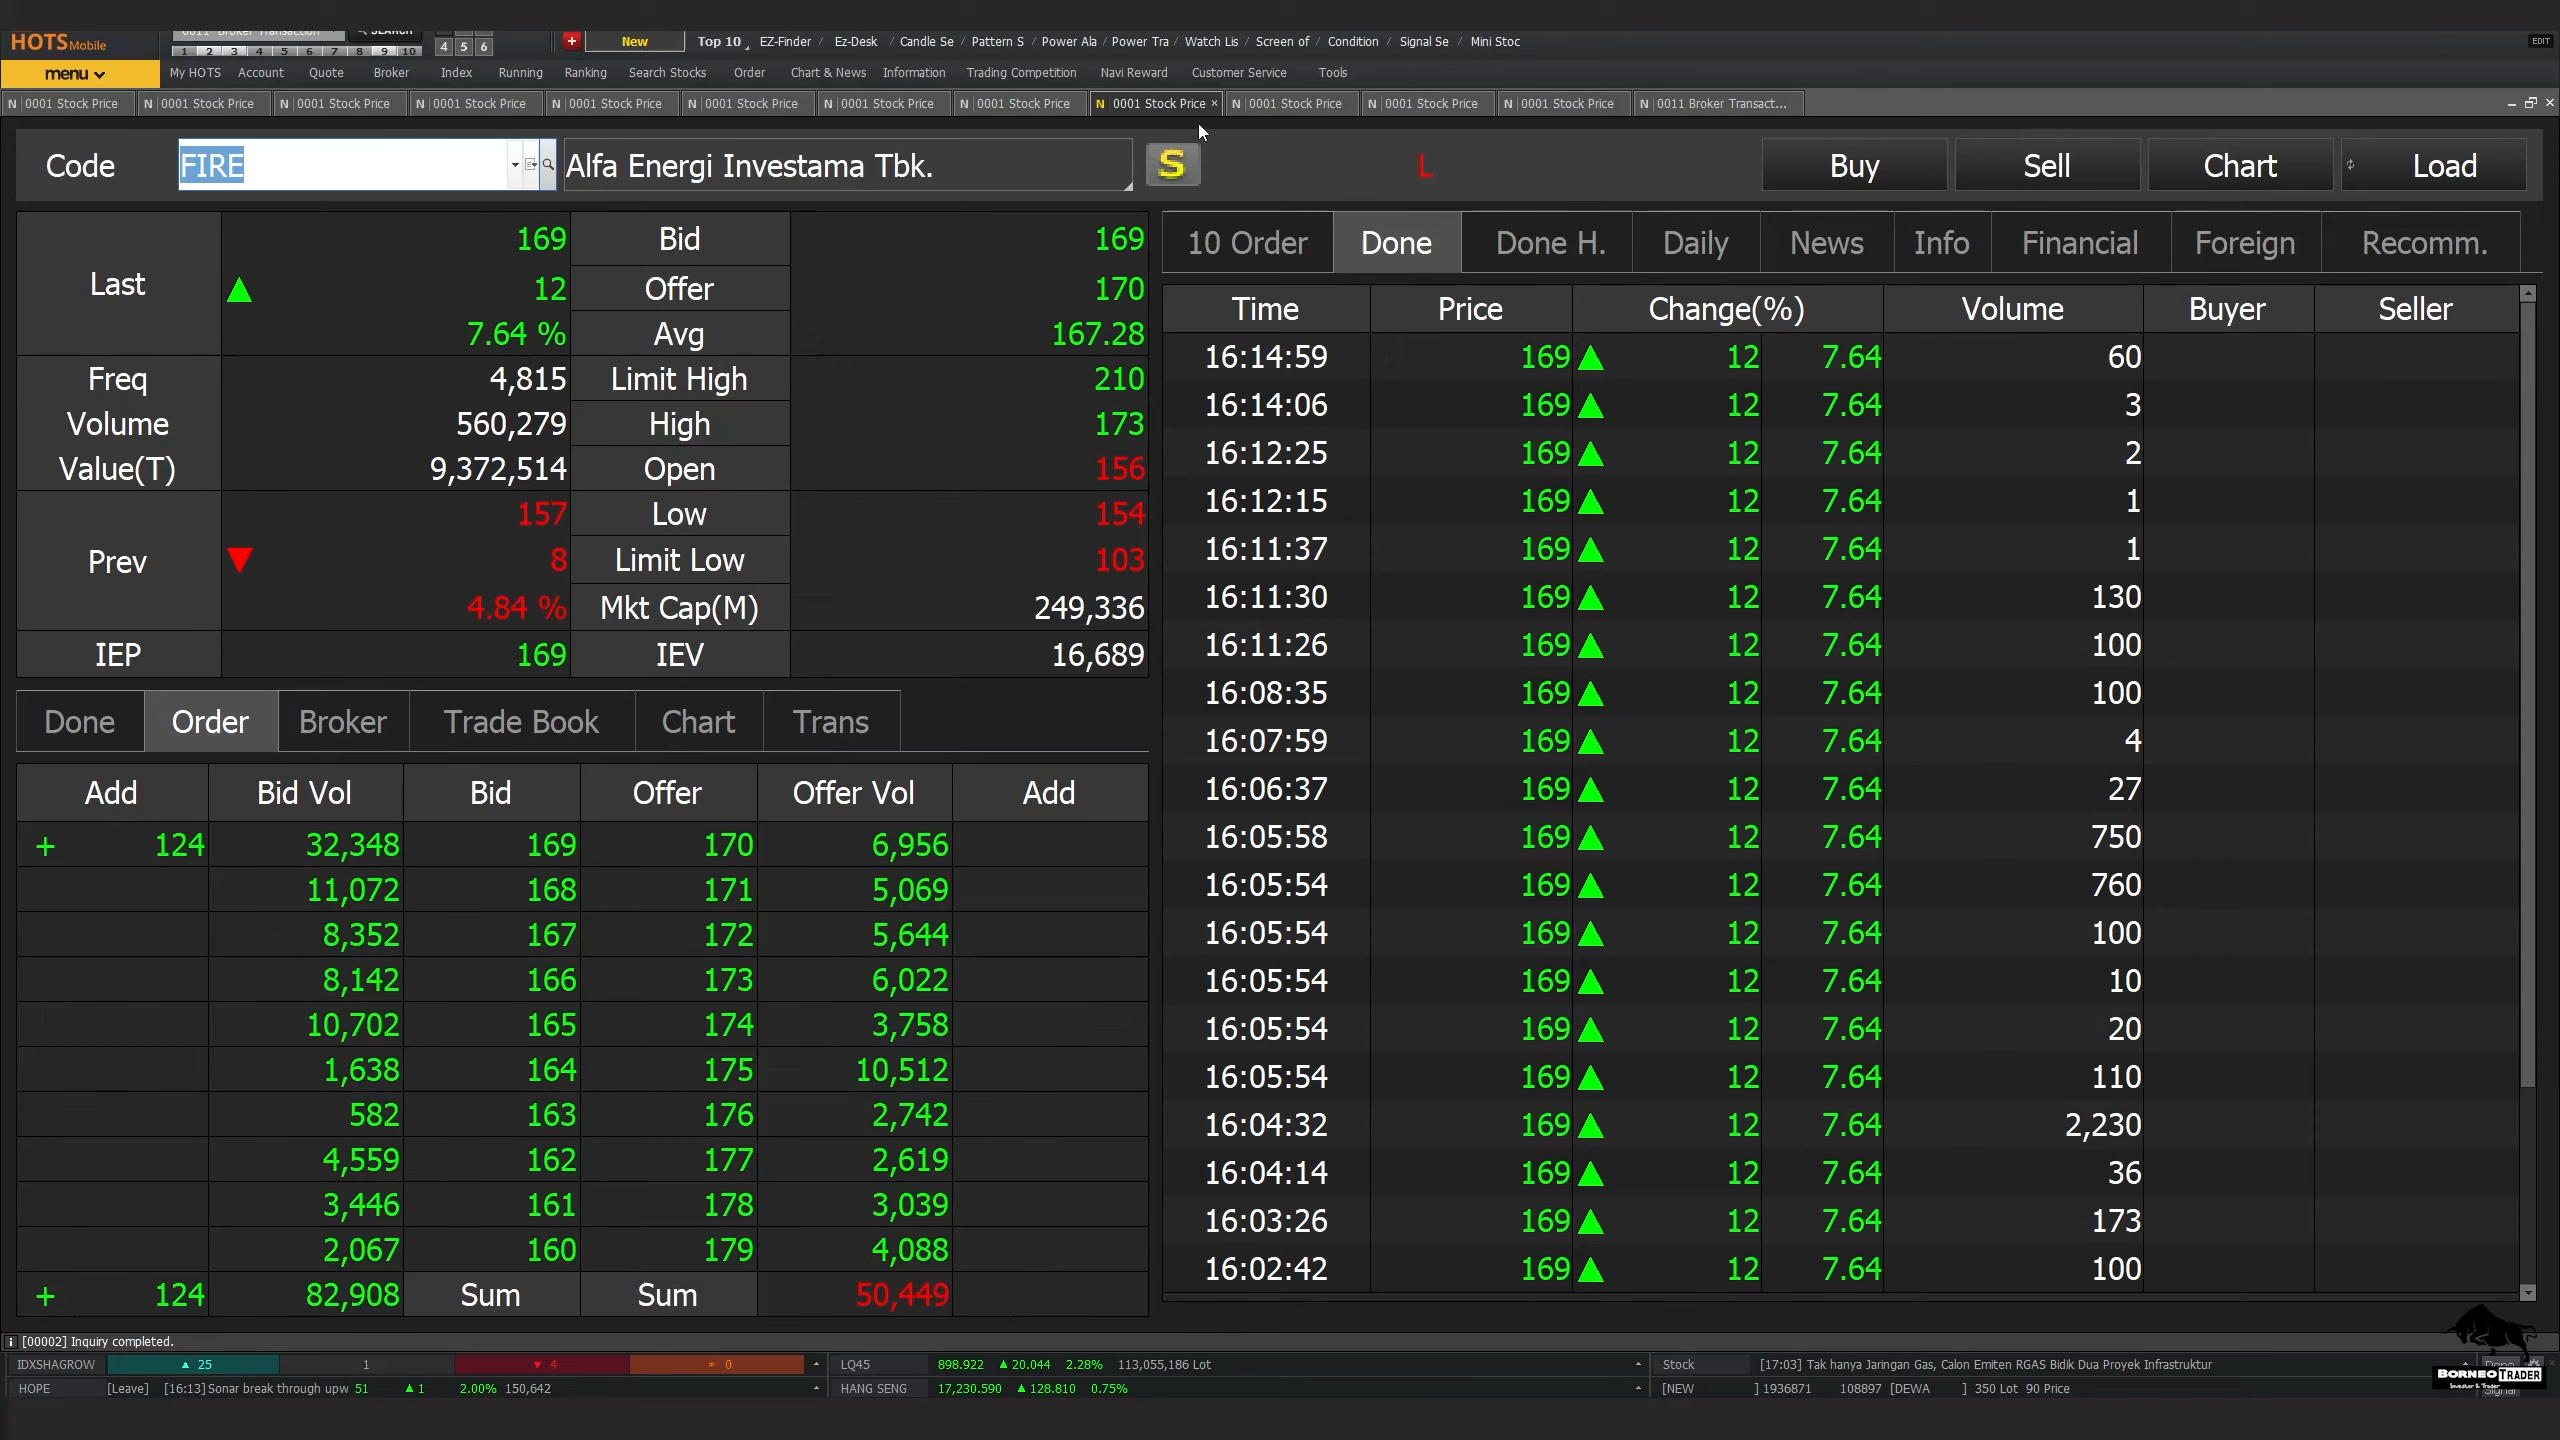 HOTS Mobile 0011 Broker Transaction SEARCH New Top 10 EZ-Finder / Ez-Desk / Candle Se / Pattern S / Power Ala / Power Tra / Watch Lis / Screen of / Condition / Signal Se / Mini Stoc EDIT
1 2 3 4 5 6 7 8 9 10 4 5 6
menu My HOTS Account Quote Broker Index Running Ranking Search Stocks Order Chart & News Information Trading Competition Navi Reward Customer Service Tools
N 0001 Stock Price N 0001 Stock Price N 0001 Stock Price N 0001 Stock Price N 0001 Stock Price N 0001 Stock Price N 0001 Stock Price N 0001 Stock Price N 0001 Stock Price × N 0001 Stock Price N 0001 Stock Price N 0001 Stock Price N 0011 Broker Transact...
Code FIRE Alfa Energi Investama Tbk. S L Buy Sell Chart Load
Last 169 Bid 169
▲ 12 Offer 170
7.64 % Avg 167.28
Freq 4,815 Limit High 210
Volume 560,279 High 173
Value(T) 9,372,514 Open 156
Prev 157 Low 154
▼ 8 Limit Low 103
4.84 % Mkt Cap(M) 249,336
IEP 169 IEV 16,689
Done Order Broker Trade Book Chart Trans
Add Bid Vol Bid Offer Offer Vol Add
+ 124 32,348 169 170 6,956
11,072 168 171 5,069
8,352 167 172 5,644
8,142 166 173 6,022
10,702 165 174 3,758
1,638 164 175 10,512
582 163 176 2,742
4,559 162 177 2,619
3,446 161 178 3,039
2,067 160 179 4,088
+ 124 82,908 Sum Sum 50,449
10 Order Done Done H. Daily News Info Financial Foreign Recomm.
Time Price Change(%) Volume Buyer Seller
16:14:59 169 ▲ 12 7.64 60
16:14:06 169 ▲ 12 7.64 3
16:12:25 169 ▲ 12 7.64 2
16:12:15 169 ▲ 12 7.64 1
16:11:37 169 ▲ 12 7.64 1
16:11:30 169 ▲ 12 7.64 130
16:11:26 169 ▲ 12 7.64 100
16:08:35 169 ▲ 12 7.64 100
16:07:59 169 ▲ 12 7.64 4
16:06:37 169 ▲ 12 7.64 27
16:05:58 169 ▲ 12 7.64 750
16:05:54 169 ▲ 12 7.64 760
16:05:54 169 ▲ 12 7.64 100
16:05:54 169 ▲ 12 7.64 10
16:05:54 169 ▲ 12 7.64 20
16:05:54 169 ▲ 12 7.64 110
16:04:32 169 ▲ 12 7.64 2,230
16:04:14 169 ▲ 12 7.64 36
16:03:26 169 ▲ 12 7.64 173
16:02:42 169 ▲ 12 7.64 100
[00002] Inquiry completed.
IDXSHAGROW ▲ 25 1 ▼ 4 * 0 LQ45 898.922 ▲ 20.044 2.28% 113,055,186 Lot Stock [17:03] Tak hanya Jaringan Gas, Calon Emiten RGAS Bidik Dua Proyek Infrastruktur
HOPE [Leave] [16:13] Sonar break through upw 51 ▲ 1 2.00% 150,642 HANG SENG 17,230.590 ▲ 128.810 0.75% [NEW ] 1936871 108897 [DEWA ] 350 Lot 90 Price
BORNEO TRADER
Investor & Trader